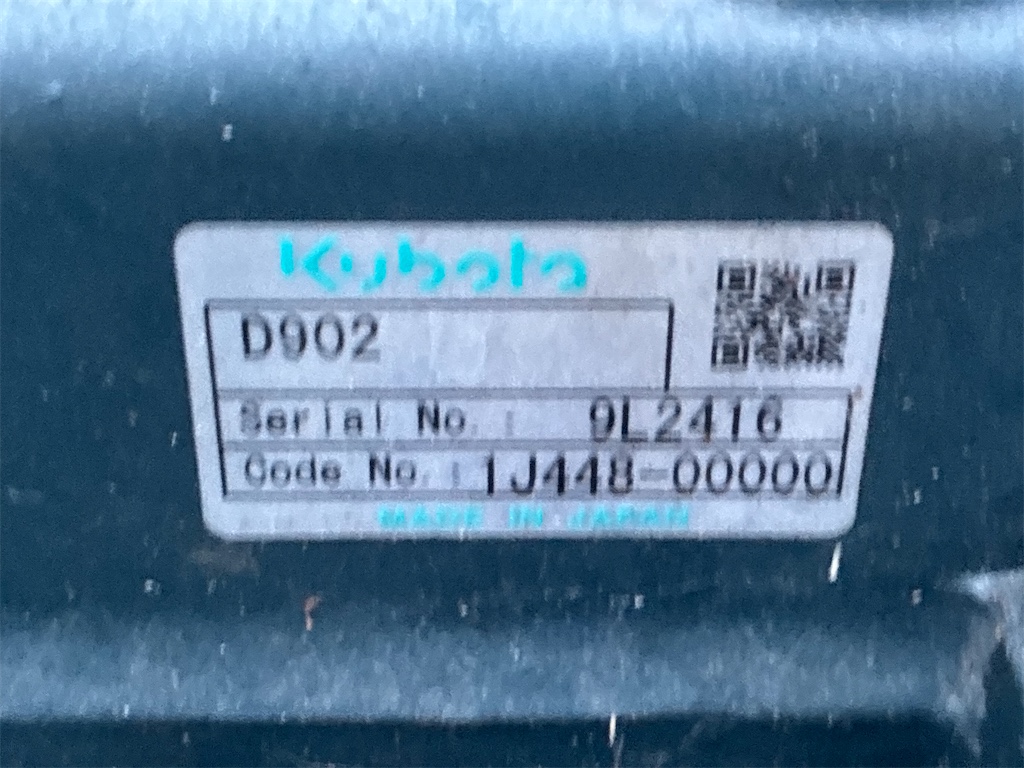 Kubota
D902
Serial No. : 9L2416
Code No. : 1J448-00000
MADE IN JAPAN